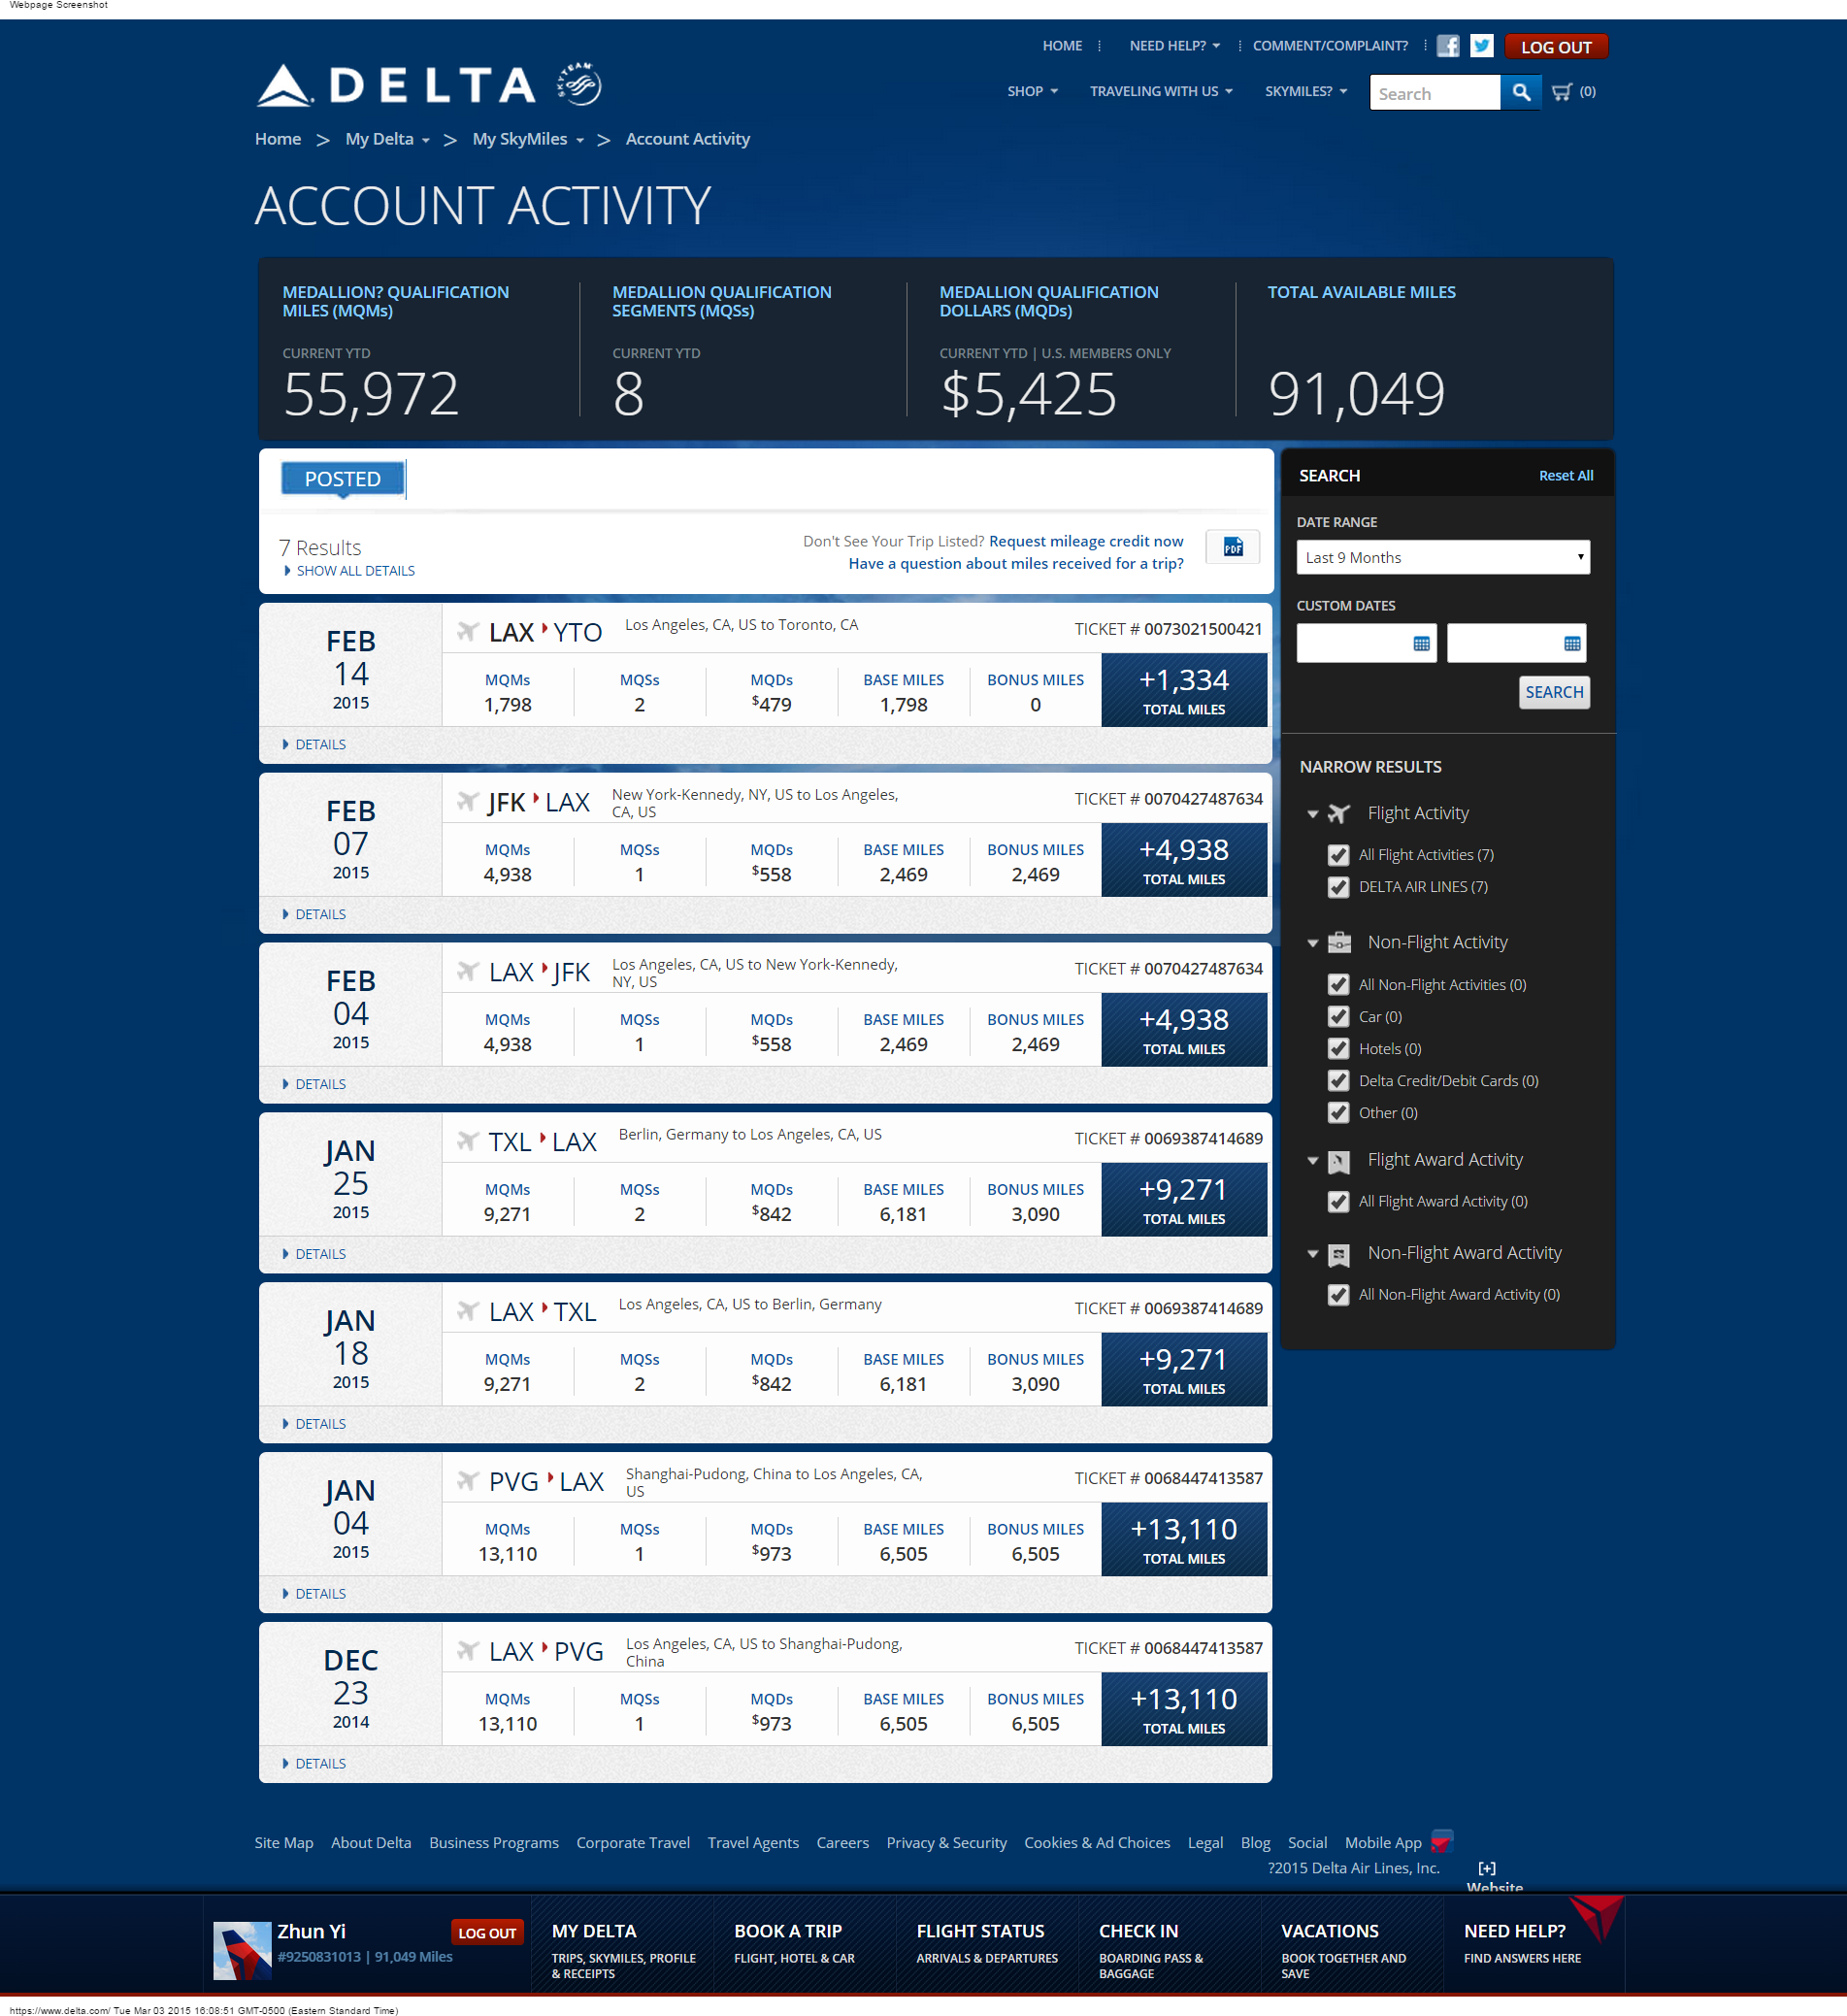 Webpage Screenshot
HOME NEED HELP? COMMENT/COMPLAINT? LOG OUT
DELTA SKYTEAM
SHOP TRAVELING WITH US SKYMILES? Search (0)
Home > My Delta > My SkyMiles > Account Activity
ACCOUNT ACTIVITY
MEDALLION? QUALIFICATION
MILES (MQMs)
CURRENT YTD
55,972
MEDALLION QUALIFICATION
SEGMENTS (MQSs)
CURRENT YTD
8
MEDALLION QUALIFICATION
DOLLARS (MQDs)
CURRENT YTD | U.S. MEMBERS ONLY
$5,425
TOTAL AVAILABLE MILES
91,049
POSTED
7 Results
SHOW ALL DETAILS
Don't See Your Trip Listed? Request mileage credit now
Have a question about miles received for a trip?
PDF
FEB
14
2015
LAX YTO Los Angeles, CA, US to Toronto, CA TICKET # 0073021500421
MQMs MQSs MQDs BASE MILES BONUS MILES +1,334
1,798 2 $479 1,798 0 TOTAL MILES
DETAILS
FEB
07
2015
JFK LAX New York-Kennedy, NY, US to Los Angeles,
CA, US
TICKET # 0070427487634
MQMs MQSs MQDs BASE MILES BONUS MILES +4,938
4,938 1 $558 2,469 2,469 TOTAL MILES
DETAILS
FEB
04
2015
LAX JFK Los Angeles, CA, US to New York-Kennedy,
NY, US
TICKET # 0070427487634
MQMs MQSs MQDs BASE MILES BONUS MILES +4,938
4,938 1 $558 2,469 2,469 TOTAL MILES
DETAILS
JAN
25
2015
TXL LAX Berlin, Germany to Los Angeles, CA, US TICKET # 0069387414689
MQMs MQSs MQDs BASE MILES BONUS MILES +9,271
9,271 2 $842 6,181 3,090 TOTAL MILES
DETAILS
JAN
18
2015
LAX TXL Los Angeles, CA, US to Berlin, Germany TICKET # 0069387414689
MQMs MQSs MQDs BASE MILES BONUS MILES +9,271
9,271 2 $842 6,181 3,090 TOTAL MILES
DETAILS
JAN
04
2015
PVG LAX Shanghai-Pudong, China to Los Angeles, CA,
US
TICKET # 0068447413587
MQMs MQSs MQDs BASE MILES BONUS MILES +13,110
13,110 1 $973 6,505 6,505 TOTAL MILES
DETAILS
DEC
23
2014
LAX PVG Los Angeles, CA, US to Shanghai-Pudong,
China
TICKET # 0068447413587
MQMs MQSs MQDs BASE MILES BONUS MILES +13,110
13,110 1 $973 6,505 6,505 TOTAL MILES
DETAILS
SEARCH Reset All
DATE RANGE
Last 9 Months
CUSTOM DATES
SEARCH
NARROW RESULTS
Flight Activity
All Flight Activities (7)
DELTA AIR LINES (7)
Non-Flight Activity
All Non-Flight Activities (0)
Car (0)
Hotels (0)
Delta Credit/Debit Cards (0)
Other (0)
Flight Award Activity
All Flight Award Activity (0)
Non-Flight Award Activity
All Non-Flight Award Activity (0)
Site Map About Delta Business Programs Corporate Travel Travel Agents Careers Privacy & Security Cookies & Ad Choices Legal Blog Social Mobile App
?2015 Delta Air Lines, Inc. [+]
Website
Zhun Yi LOG OUT
#9250831013 | 91,049 Miles
MY DELTA
TRIPS, SKYMILES, PROFILE
& RECEIPTS
BOOK A TRIP
FLIGHT, HOTEL & CAR
FLIGHT STATUS
ARRIVALS & DEPARTURES
CHECK IN
BOARDING PASS &
BAGGAGE
VACATIONS
BOOK TOGETHER AND
SAVE
NEED HELP?
FIND ANSWERS HERE
https://www.delta.com/ Tue Mar 03 2015 16:08:51 GMT-0500 (Eastern Standard Time)